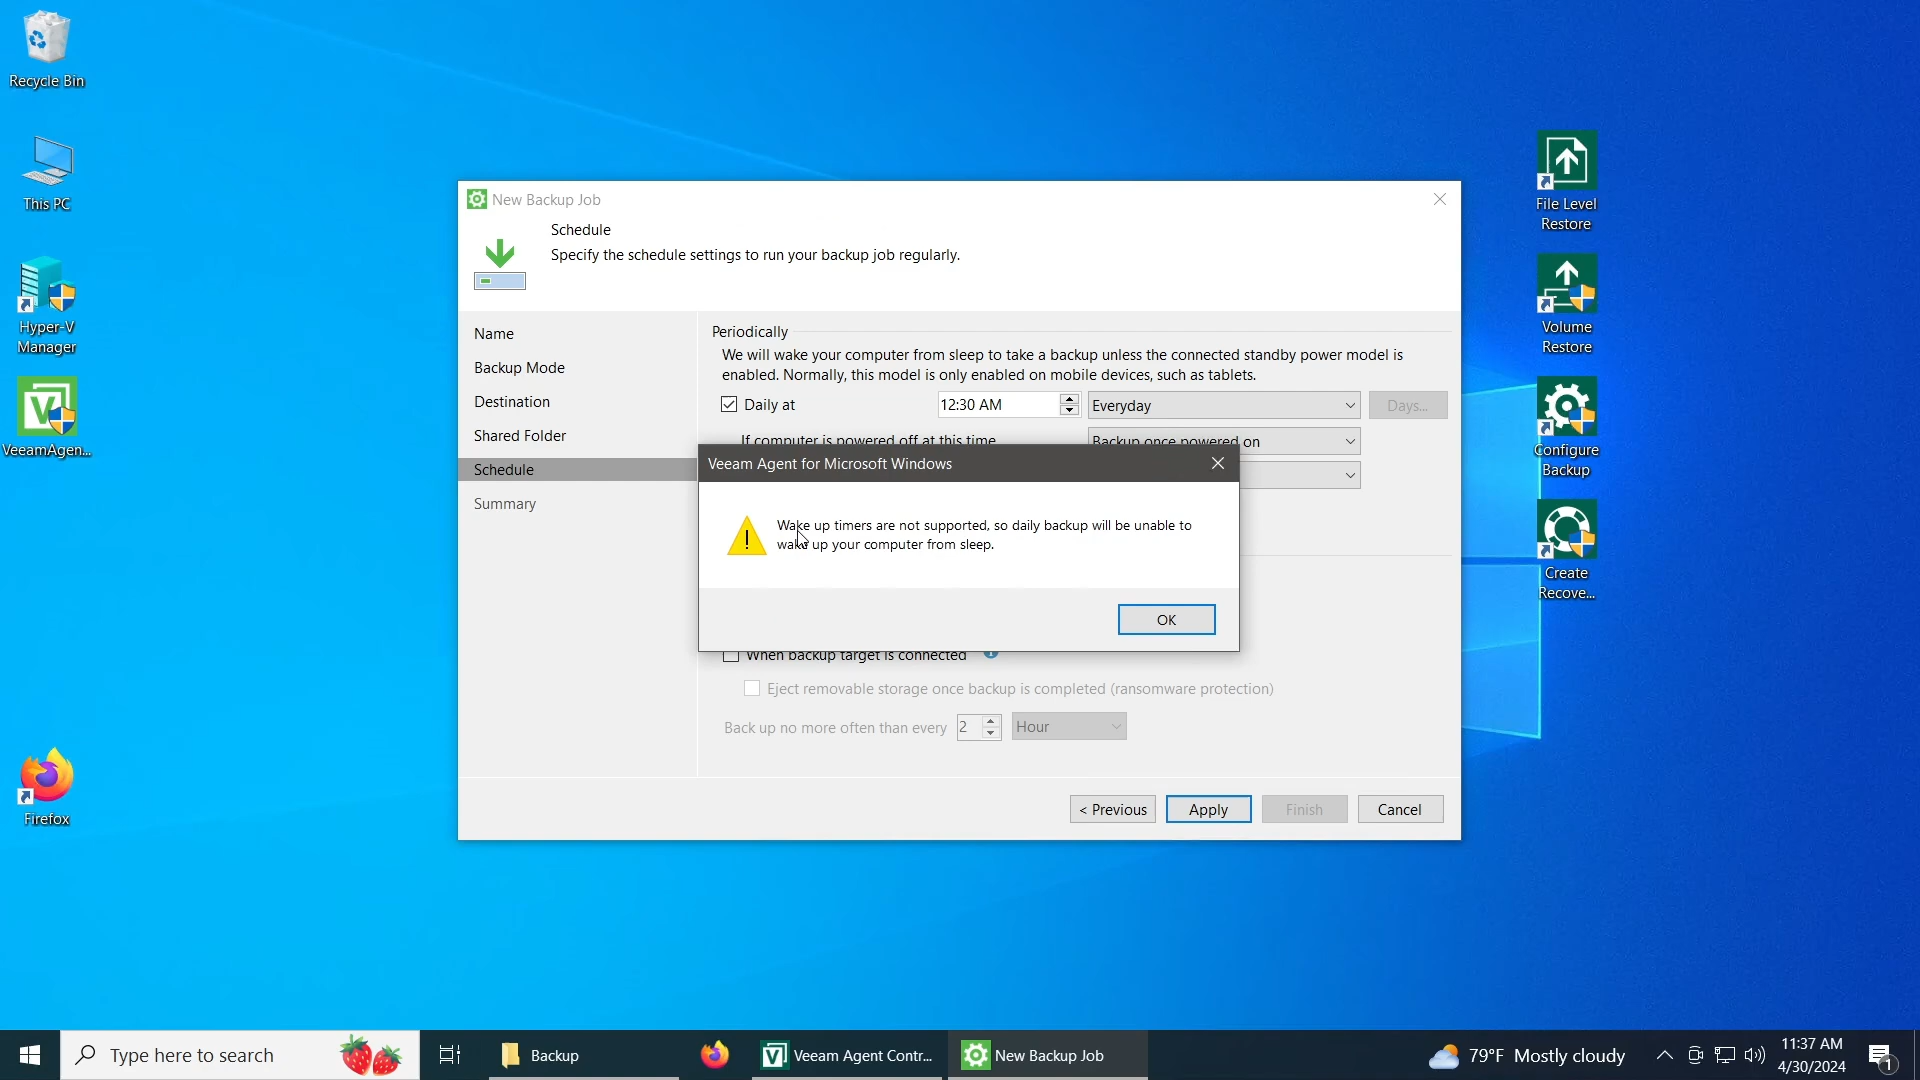 Recycle Bin
This PC
Hyper-V
Manager
VeeamAgen...
Firefox
File Level
Restore
Volume
Restore
Configure
Backup
Create
Recove...
New Backup Job
Schedule
Specify the schedule settings to run your backup job regularly.
Name
Backup Mode
Destination
Shared Folder
Schedule
Summary
Periodically
We will wake your computer from sleep to take a backup unless the connected standby power model is
enabled. Normally, this model is only enabled on mobile devices, such as tablets.
Daily at
12:30 AM
Everyday
Days...
If computer is powered off at this time
Backup once powered on
Veeam Agent for Microsoft Windows
Wake up timers are not supported, so daily backup will be unable to
wake up your computer from sleep.
OK
When backup target is connected
Eject removable storage once backup is completed (ransomware protection)
Back up no more often than every 2 Hour
< Previous
Apply
Finish
Cancel
Type here to search
Backup
Veeam Agent Contr...
New Backup Job
79°F Mostly cloudy
11:37 AM
4/30/2024
1